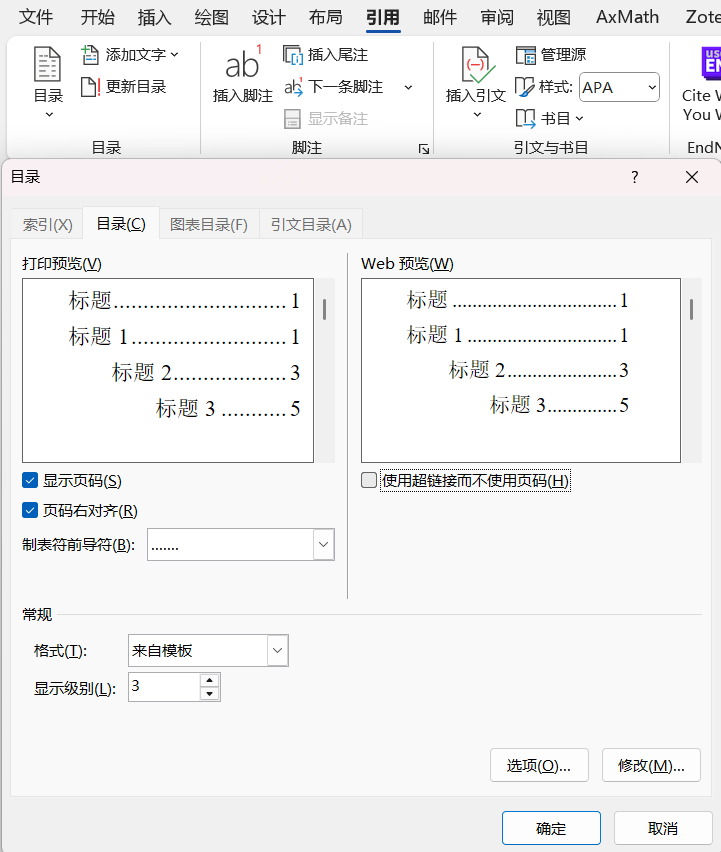 文件 开始 插入 绘图 设计 布局 引用 邮件 审阅 视图 AxMath Zote
目录
添加文字
更新目录
目录
ab1
插入脚注
插入尾注
ab 下一条脚注
显示备注
脚注
(-)
插入引文
管理源
样式: APA
书目
引文与书目
use
EN
Cite W
You W
EndN
目录 ?
索引(X) 目录(C) 图表目录(F) 引文目录(A)
打印预览(V)
标题............................ 1
标题 1......................... 1
标题 2.................... 3
标题 3 ........... 5
显示页码(S)
页码右对齐(R)
制表符前导符(B): .......
Web 预览(W)
标题 ................................. 1
标题 1 .............................. 1
标题 2...................... 3
标题 3.............. 5
使用超链接而不使用页码(H)
常规
格式(T): 来自模板
显示级别(L): 3
选项(O)... 修改(M)...
确定 取消